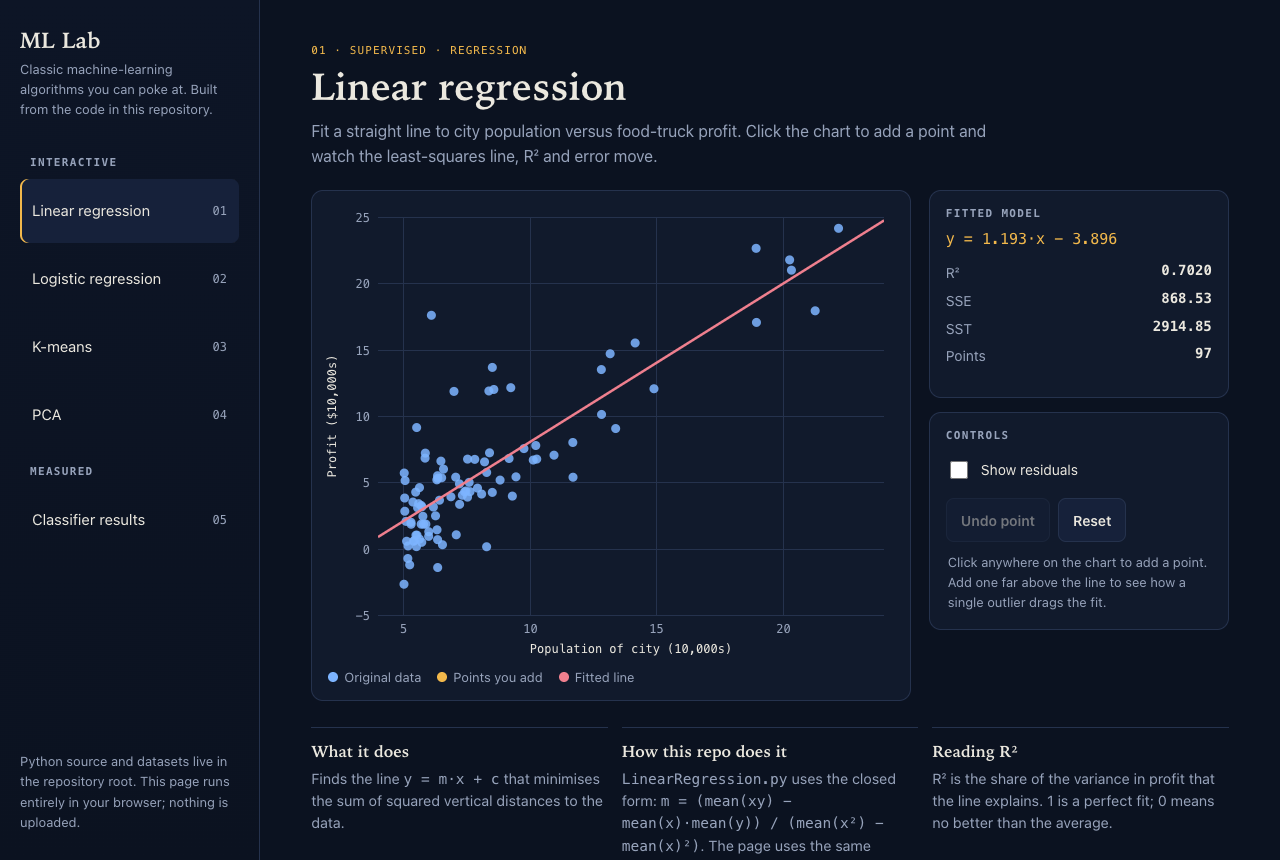 ML Lab
Classic machine-learning
algorithms you can poke at. Built
from the code in this repository.
INTERACTIVE
Linear regression 01
Logistic regression 02
K-means 03
PCA 04
MEASURED
Classifier results 05
Python source and datasets live in
the repository root. This page runs
entirely in your browser; nothing is
uploaded.
01 · SUPERVISED · REGRESSION
Linear regression
Fit a straight line to city population versus food-truck profit. Click the chart to add a point and
watch the least-squares line, R² and error move.
25
20
15
10
5
0
−5
Profit ($10,000s)
5 10 15 20
Population of city (10,000s)
Original data Points you add Fitted line
FITTED MODEL
y = 1.193·x − 3.896
R² 0.7020
SSE 868.53
SST 2914.85
Points 97
CONTROLS
Show residuals
Undo point Reset
Click anywhere on the chart to add a point.
Add one far above the line to see how a
single outlier drags the fit.
What it does
Finds the line y = m·x + c that minimises
the sum of squared vertical distances to the
data.
How this repo does it
LinearRegression.py uses the closed
form: m = (mean(xy) −
mean(x)·mean(y)) / (mean(x²) −
mean(x)²). The page uses the same
Reading R²
R² is the share of the variance in profit that
the line explains. 1 is a perfect fit; 0 means
no better than the average.